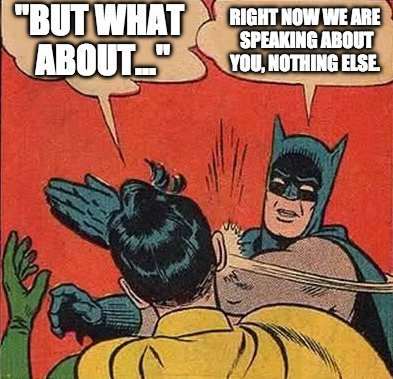 "BUT WHAT
ABOUT..."
RIGHT NOW WE ARE
SPEAKING ABOUT
YOU, NOTHING ELSE.